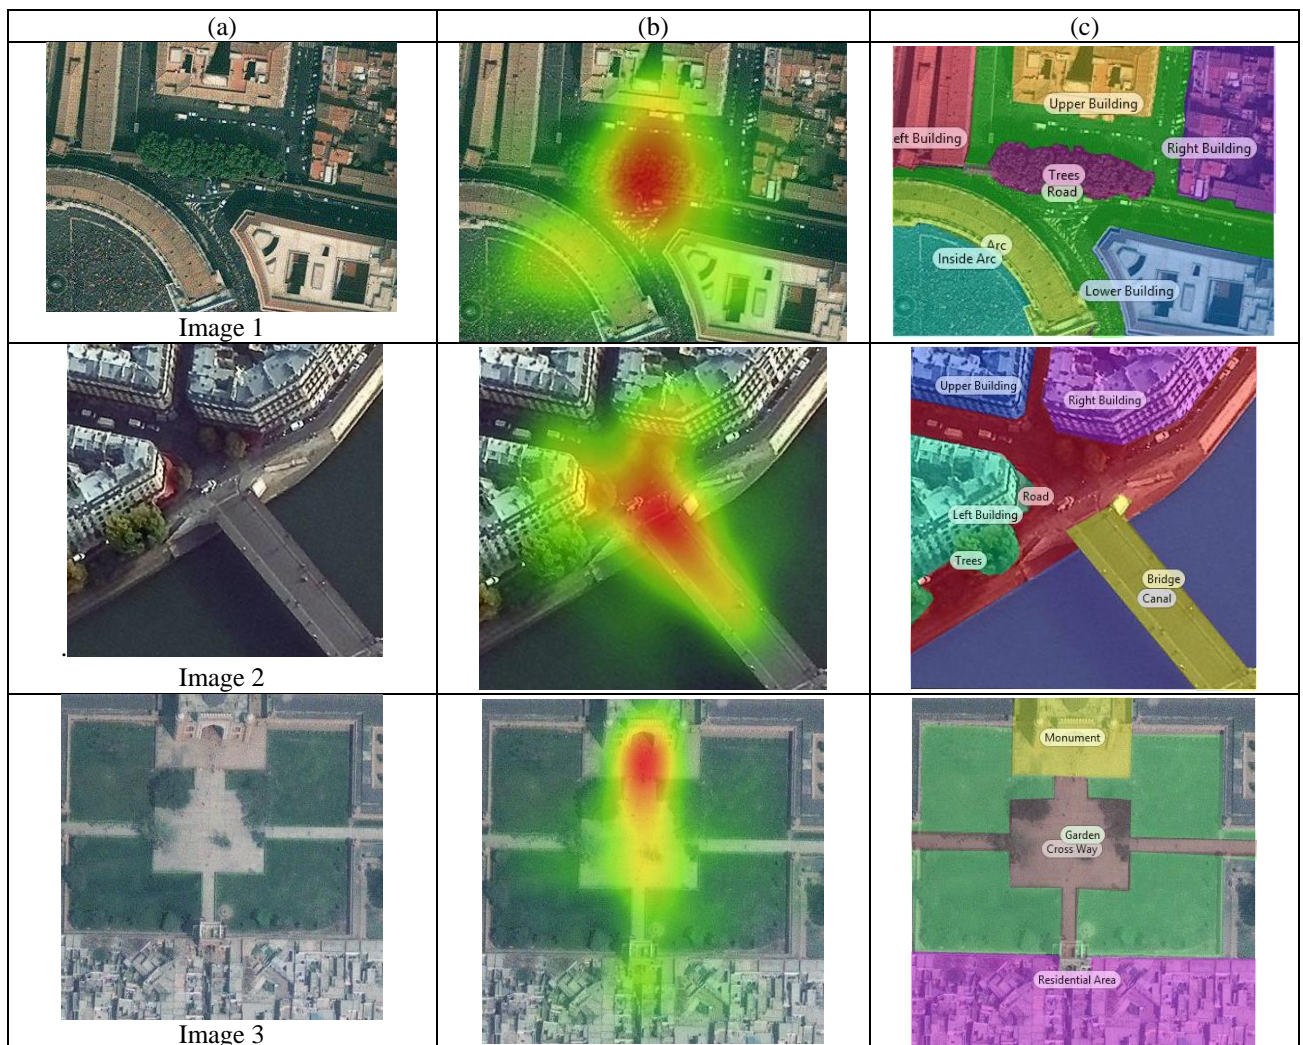 (a)
(b)
(c)
Image 1
Upper Building
eft Building
Right Building
Trees
Road
Arc
Inside Arc
Lower Building
.
Image 2
Upper Building
Right Building
Road
Left Building
Trees
Bridge
Canal
Image 3
Monument
Garden
Cross Way
Residential Area